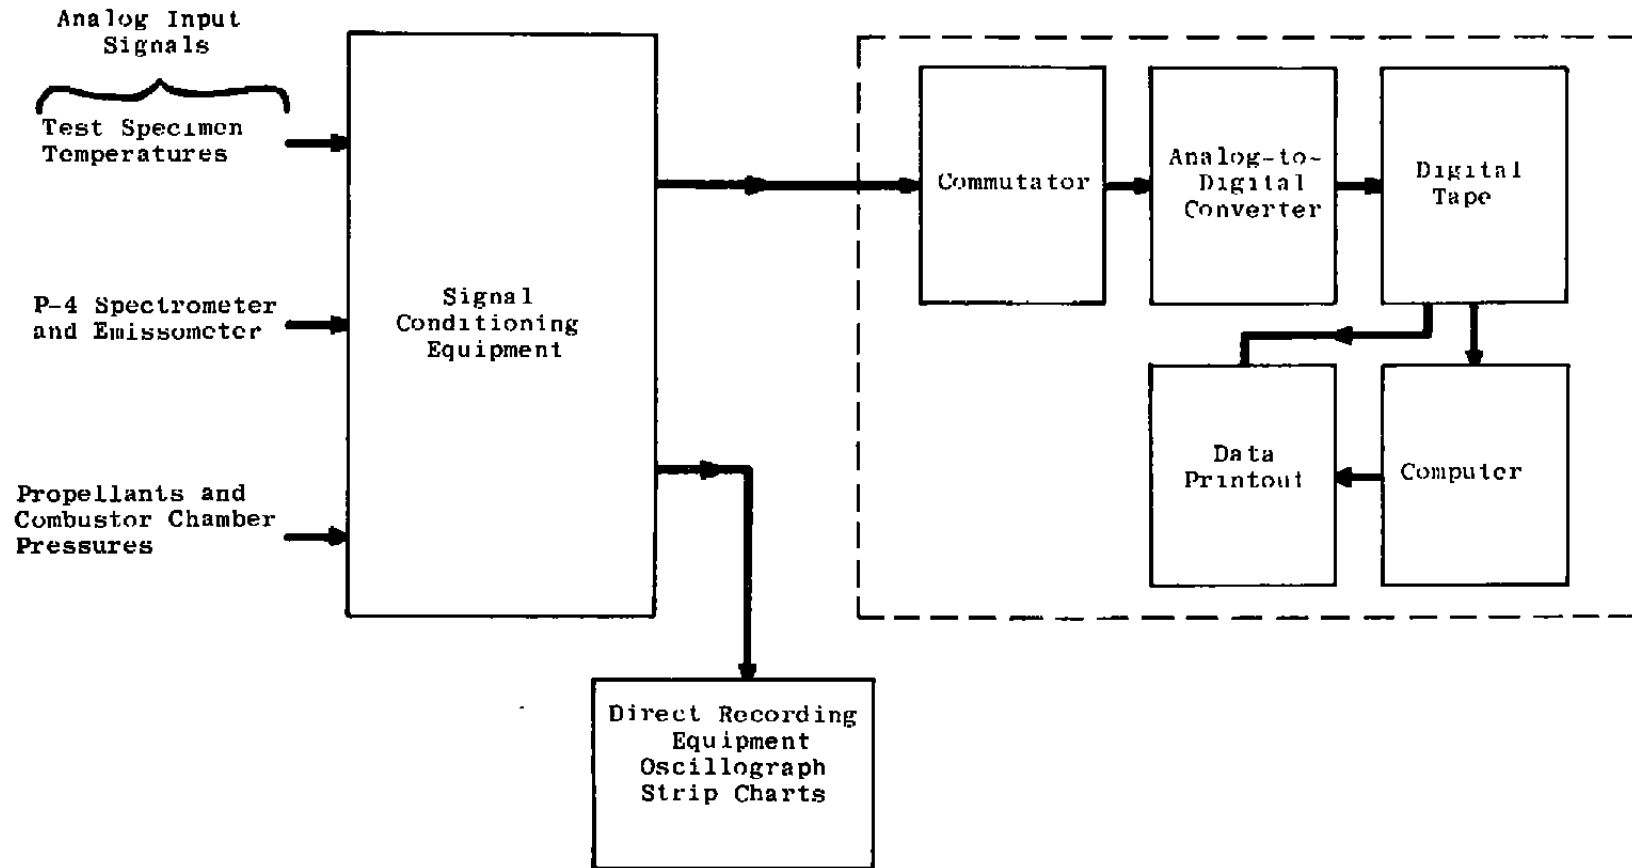 Analog Input
Signals
Test Specimen
Temperatures
P-4 Spectrometer
and Emissometer
Propellants and
Combustor Chamber
Pressures
Signal
Conditioning
Equipment
Commutator
Analog-to-
Digital
Converter
Digital
Tape
Data
Printout
Computer
Direct Recording
Equipment
Oscillograph
Strip Charts